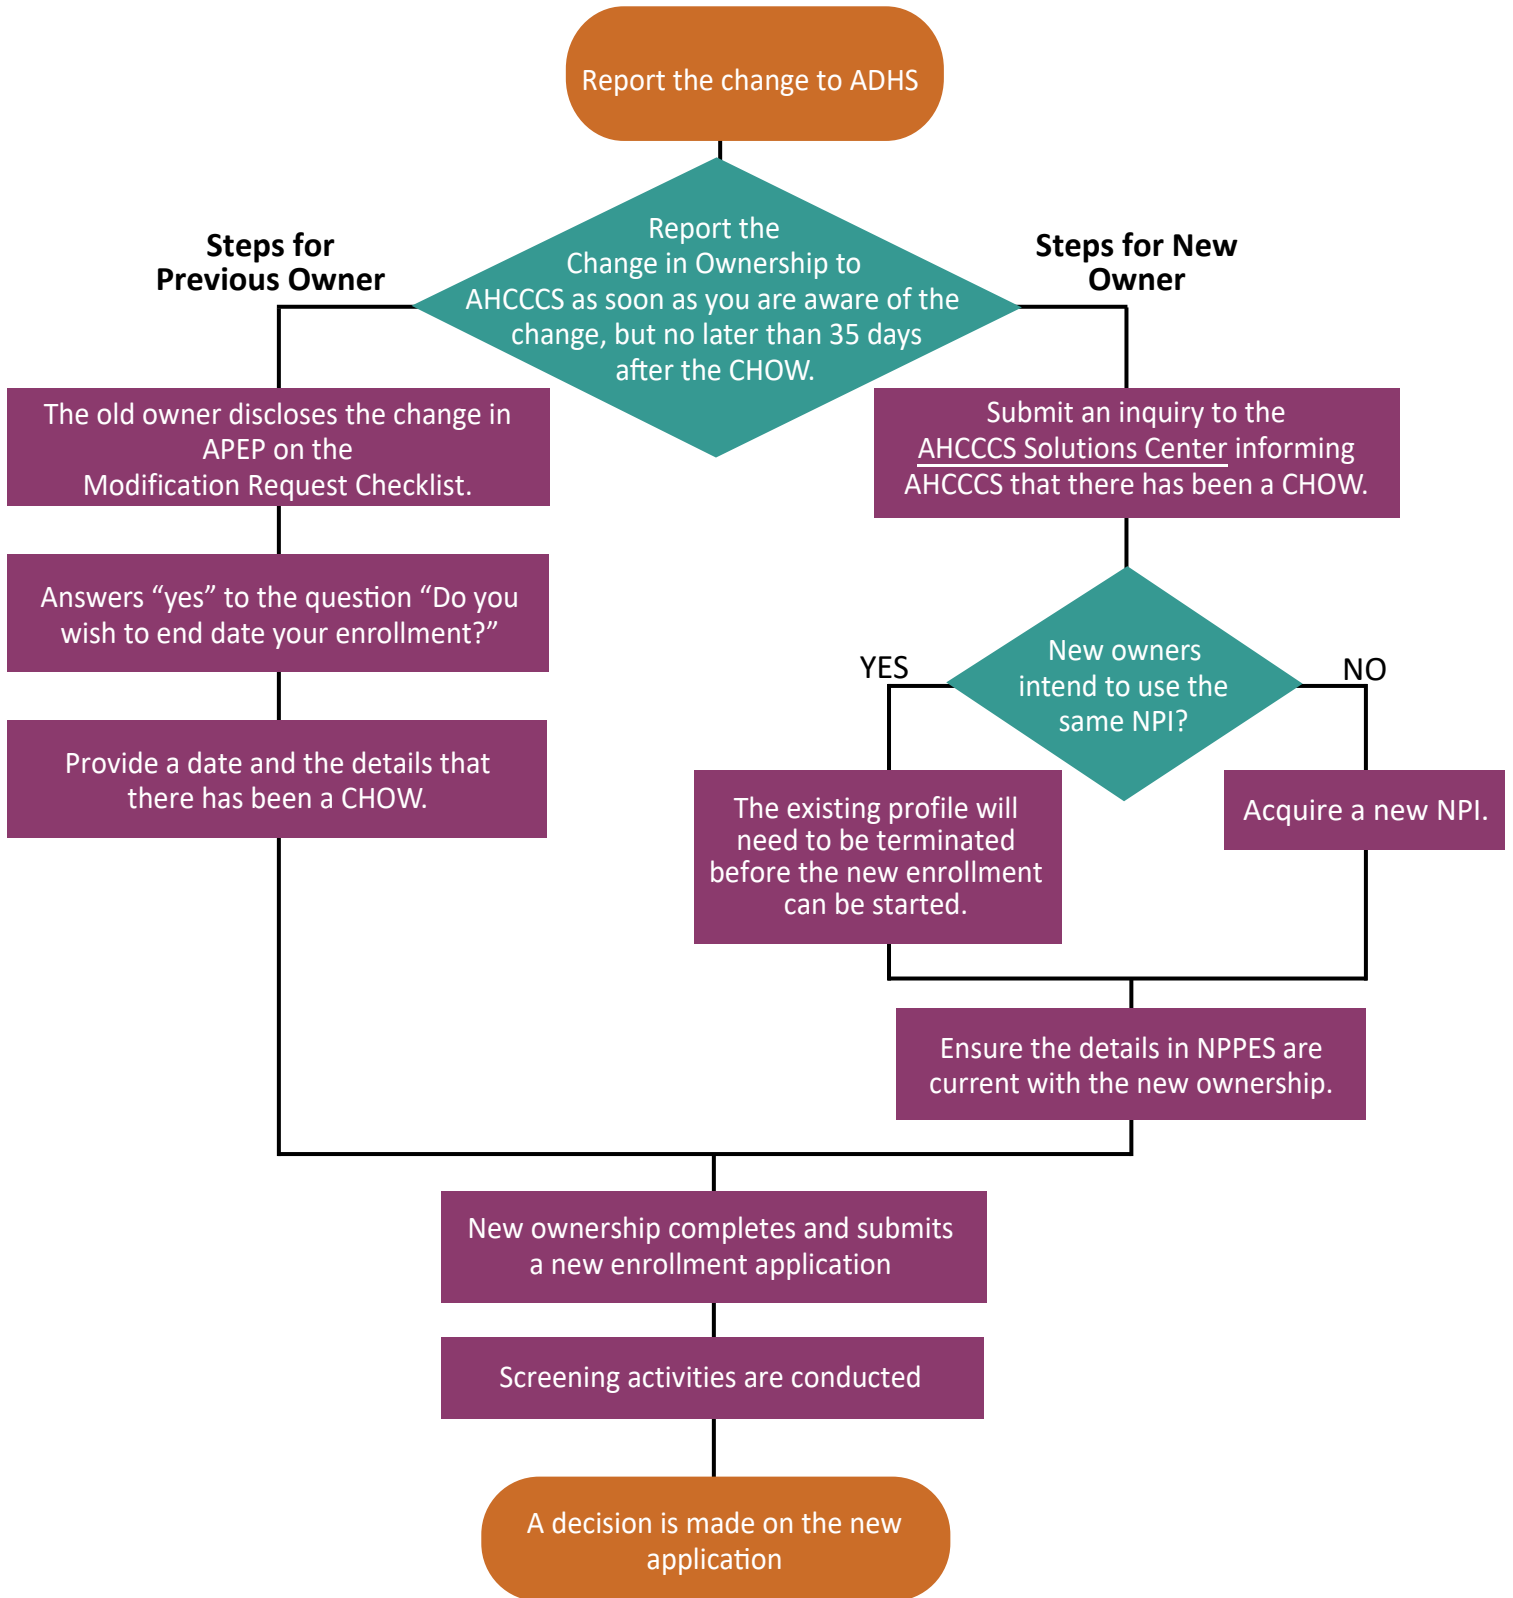 Report the change to ADHS
Report the
Change in Ownership to
AHCCCS as soon as you are aware of the
change, but no later than 35 days
after the CHOW.
Steps for
Previous Owner
The old owner discloses the change in
APEP on the
Modification Request Checklist.
Answers “yes” to the question “Do you
wish to end date your enrollment?”
Provide a date and the details that
there has been a CHOW.
Steps for New
Owner
Submit an inquiry to the
AHCCCS Solutions Center informing
AHCCCS that there has been a CHOW.
New owners
intend to use the
same NPI?
YES
The existing profile will
need to be terminated
before the new enrollment
can be started.
NO
Acquire a new NPI.
Ensure the details in NPPES are
current with the new ownership.
New ownership completes and submits
a new enrollment application
Screening activities are conducted
A decision is made on the new
application